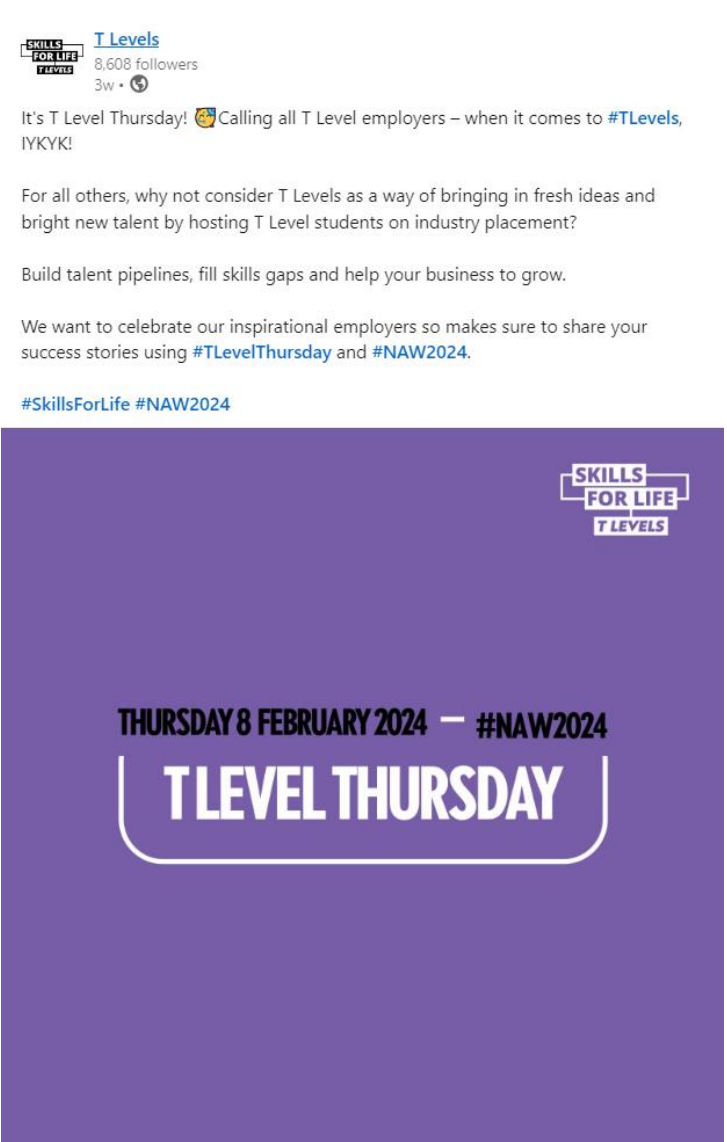 SKILLS
FOR LIFE
T LEVELS
T Levels
8,608 followers
3w •
It's T Level Thursday! 🥳Calling all T Level employers – when it comes to #TLevels,
IYKYK!
For all others, why not consider T Levels as a way of bringing in fresh ideas and
bright new talent by hosting T Level students on industry placement?
Build talent pipelines, fill skills gaps and help your business to grow.
We want to celebrate our inspirational employers so makes sure to share your
success stories using #TLevelThursday and #NAW2024.
#SkillsForLife #NAW2024
SKILLS
FOR LIFE
T LEVELS
THURSDAY 8 FEBRUARY 2024 — #NAW2024
T LEVEL THURSDAY